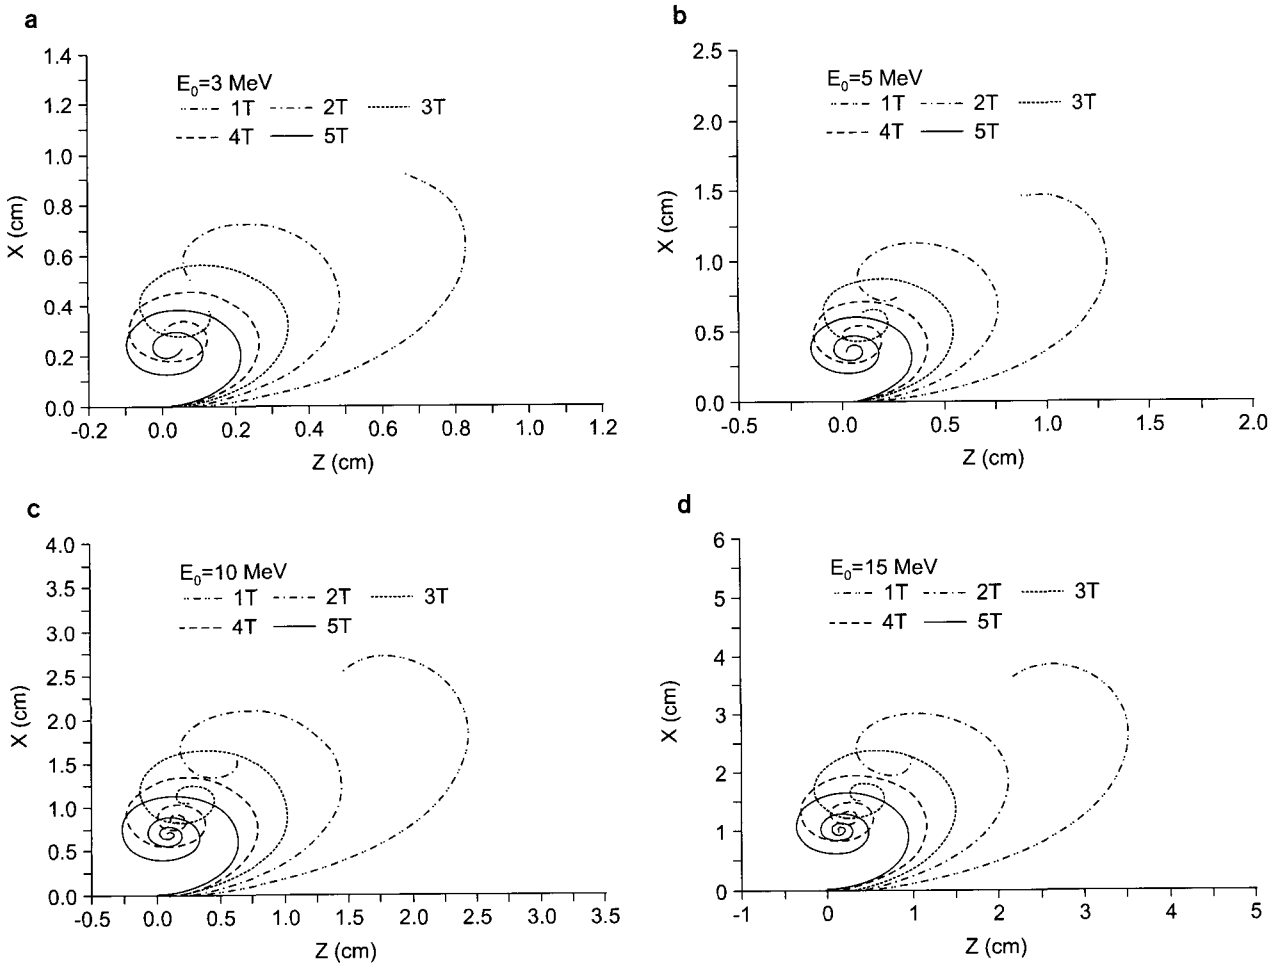 a
1.4
1.2
1.0
0.8
0.6
0.4
0.2
0.0
X (cm)
E0=3 MeV
1T 2T 3T
4T 5T
-0.2 0.0 0.2 0.4 0.6 0.8 1.0 1.2
Z (cm)
b
2.5
2.0
1.5
1.0
0.5
0.0
X (cm)
E0=5 MeV
1T 2T 3T
4T 5T
-0.5 0.0 0.5 1.0 1.5 2.0
Z (cm)
c
4.0
3.5
3.0
2.5
2.0
1.5
1.0
0.5
0.0
X (cm)
E0=10 MeV
1T 2T 3T
4T 5T
-0.5 0.0 0.5 1.0 1.5 2.0 2.5 3.0 3.5
Z (cm)
d
6
5
4
3
2
1
0
X (cm)
E0=15 MeV
1T 2T 3T
4T 5T
-1 0 1 2 3 4 5
Z (cm)